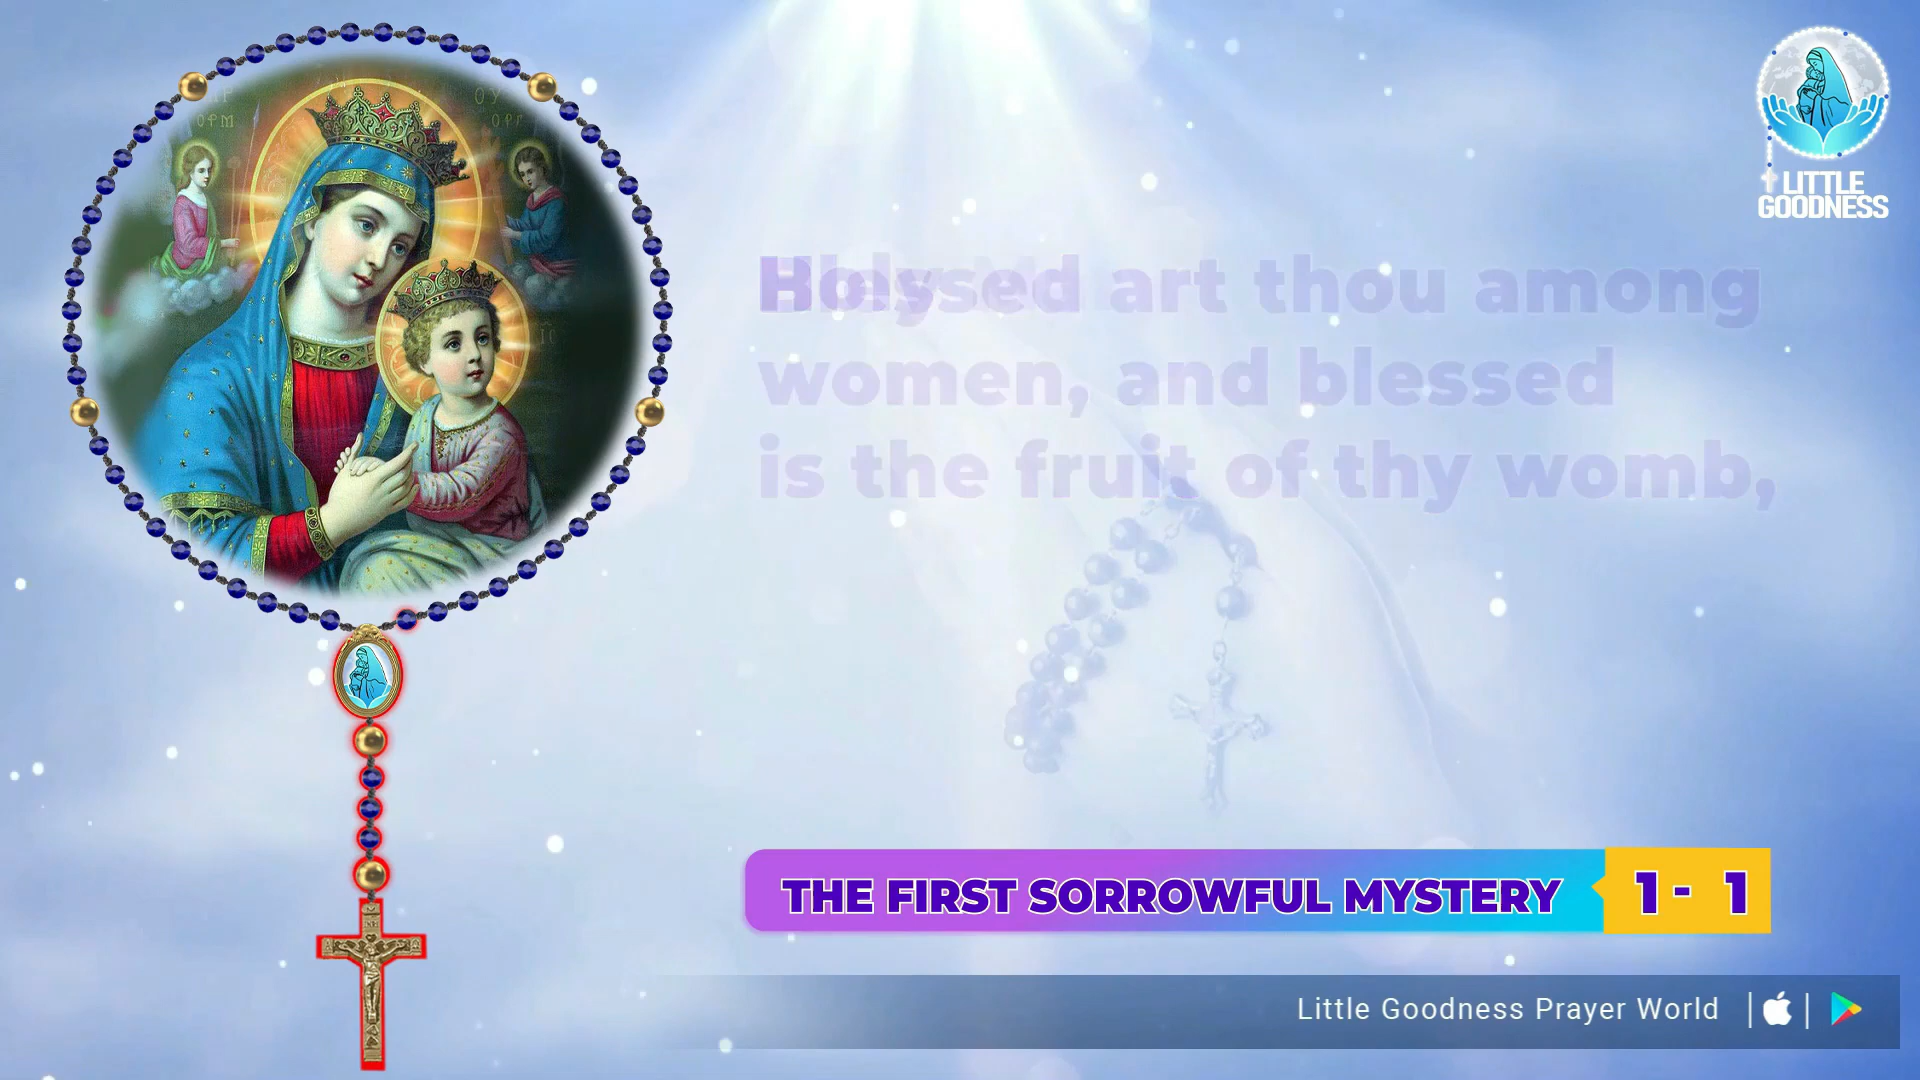 LITTLE
GOODNESS
Blessed art thou among
women, and blessed
is the fruit of thy womb,
THE FIRST SORROWFUL MYSTERY 1 - 1
Little Goodness Prayer World